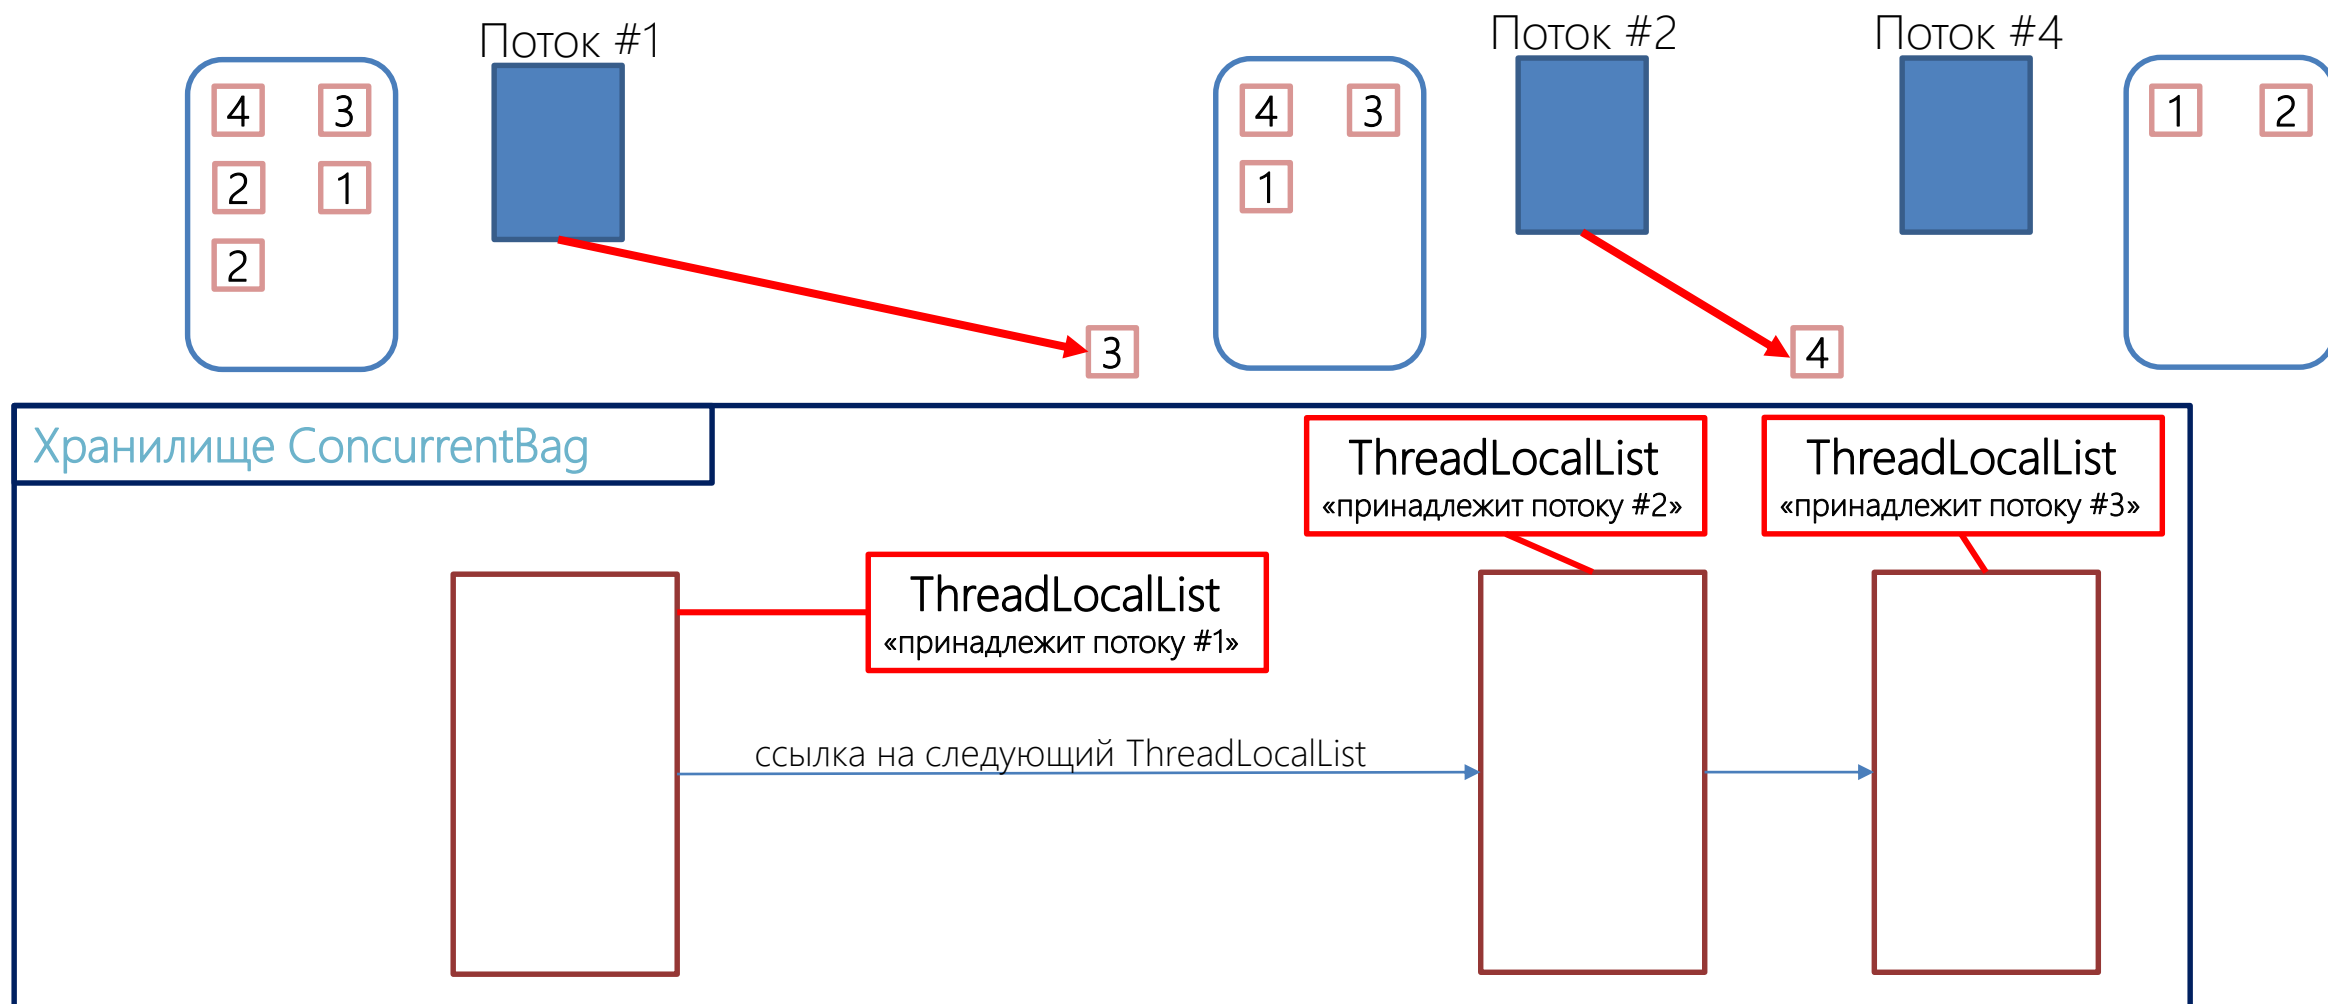 Поток #1
Поток #2
Поток #4
4 3
2 1
2
4 3
1
1 2
3
4
Хранилище ConcurrentBag
ThreadLocalList
«принадлежит потоку #2»
ThreadLocalList
«принадлежит потоку #3»
ThreadLocalList
«принадлежит потоку #1»
ссылка на следующий ThreadLocalList